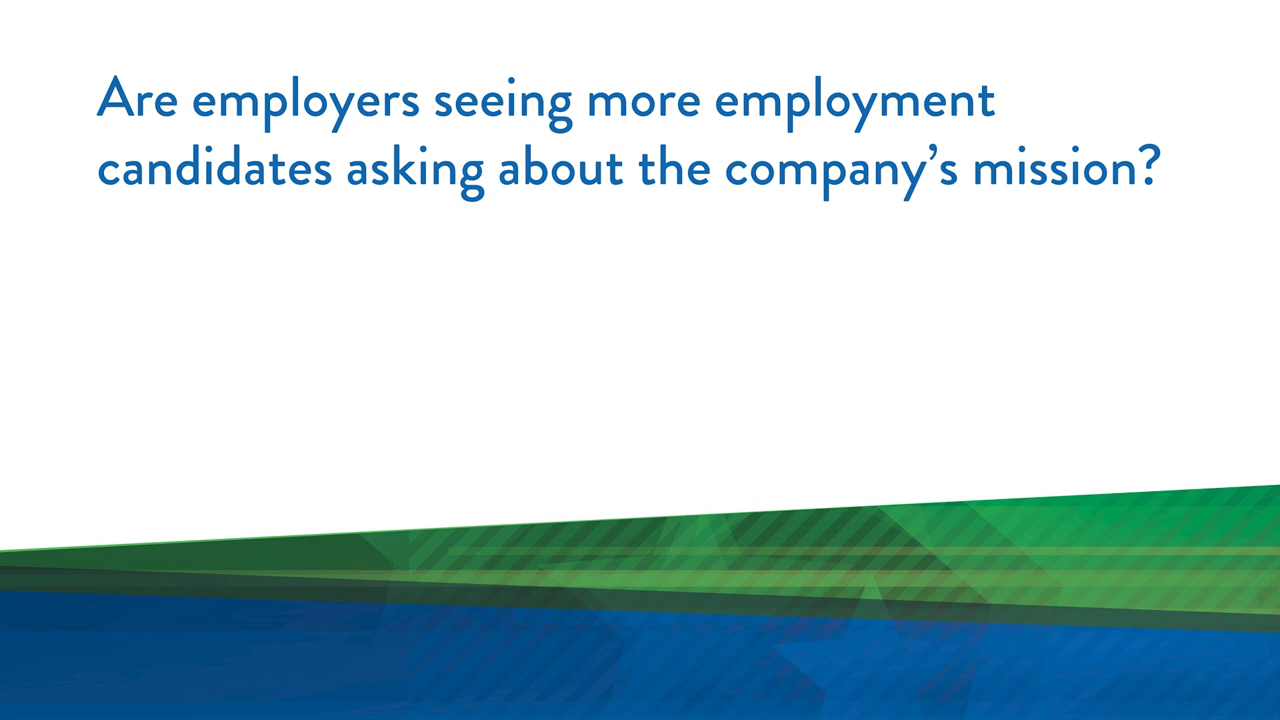 Are employers seeing more employment
candidates asking about the company’s mission?